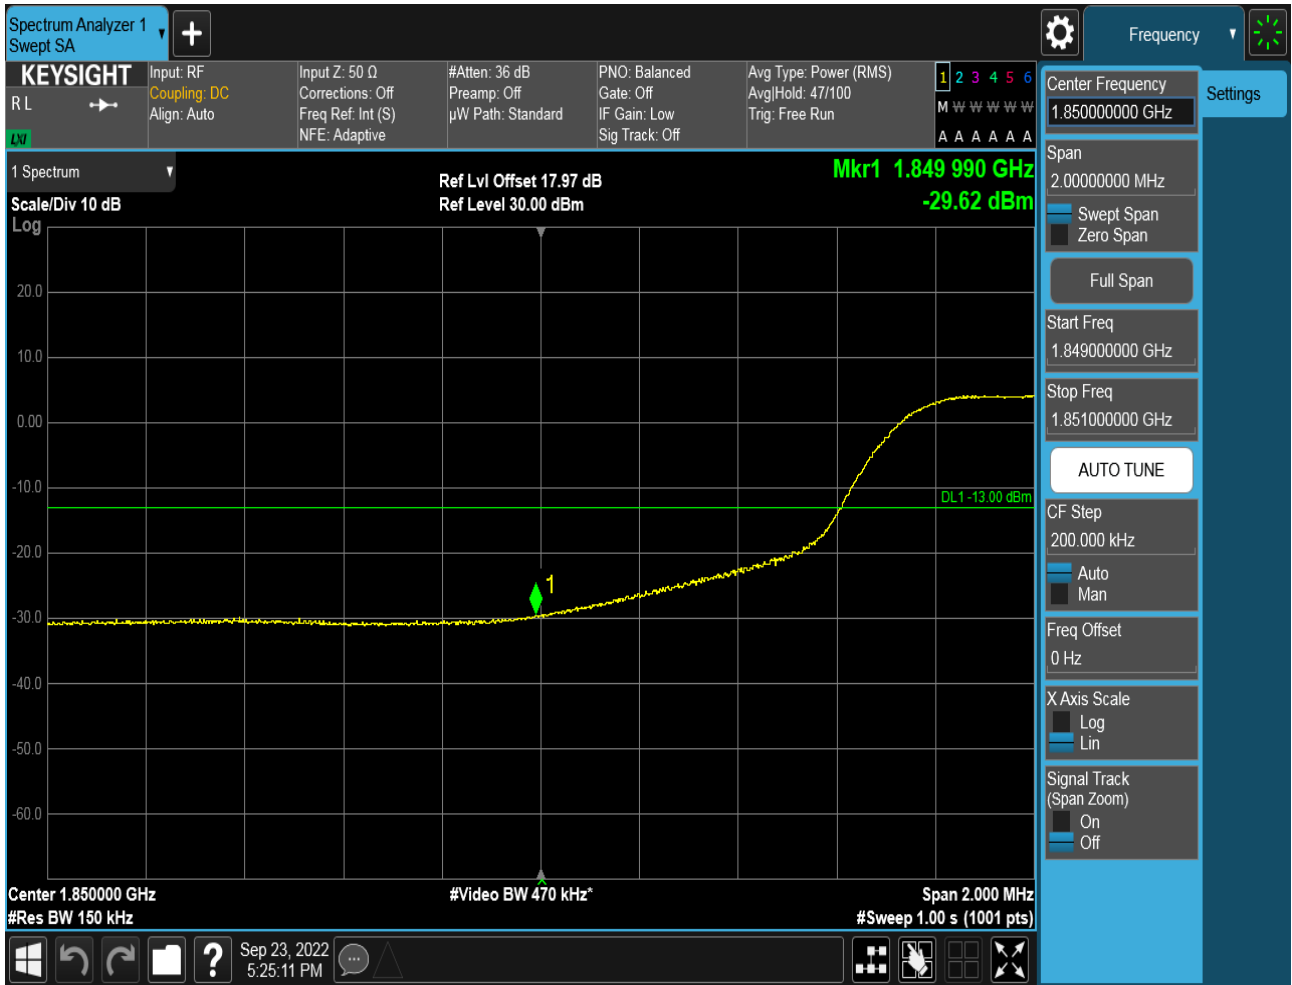 Spectrum Analyzer 1
Swept SA
Frequency
KEYSIGHT
R L
LXI
Input: RF
Coupling: DC
Align: Auto
Input Z: 50 Ω
Corrections: Off
Freq Ref: Int (S)
NFE: Adaptive
#Atten: 36 dB
Preamp: Off
µW Path: Standard
PNO: Balanced
Gate: Off
IF Gain: Low
Sig Track: Off
Avg Type: Power (RMS)
Avg|Hold: 47/100
Trig: Free Run
1 2 3 4 5 6
M W W W W W
A A A A A A
1 Spectrum
Scale/Div 10 dB
Log
Ref Lvl Offset 17.97 dB
Ref Level 30.00 dBm
Mkr1 1.849 990 GHz
-29.62 dBm
20.0
10.0
0.00
-10.0
-20.0
-30.0
-40.0
-50.0
-60.0
DL1 -13.00 dBm
1
Center 1.850000 GHz
#Res BW 150 kHz
#Video BW 470 kHz*
Span 2.000 MHz
#Sweep 1.00 s (1001 pts)
Center Frequency
1.850000000 GHz
Settings
Span
2.00000000 MHz
Swept Span
Zero Span
Full Span
Start Freq
1.849000000 GHz
Stop Freq
1.851000000 GHz
AUTO TUNE
CF Step
200.000 kHz
Auto
Man
Freq Offset
0 Hz
X Axis Scale
Log
Lin
Signal Track
(Span Zoom)
On
Off
?
Sep 23, 2022
5:25:11 PM